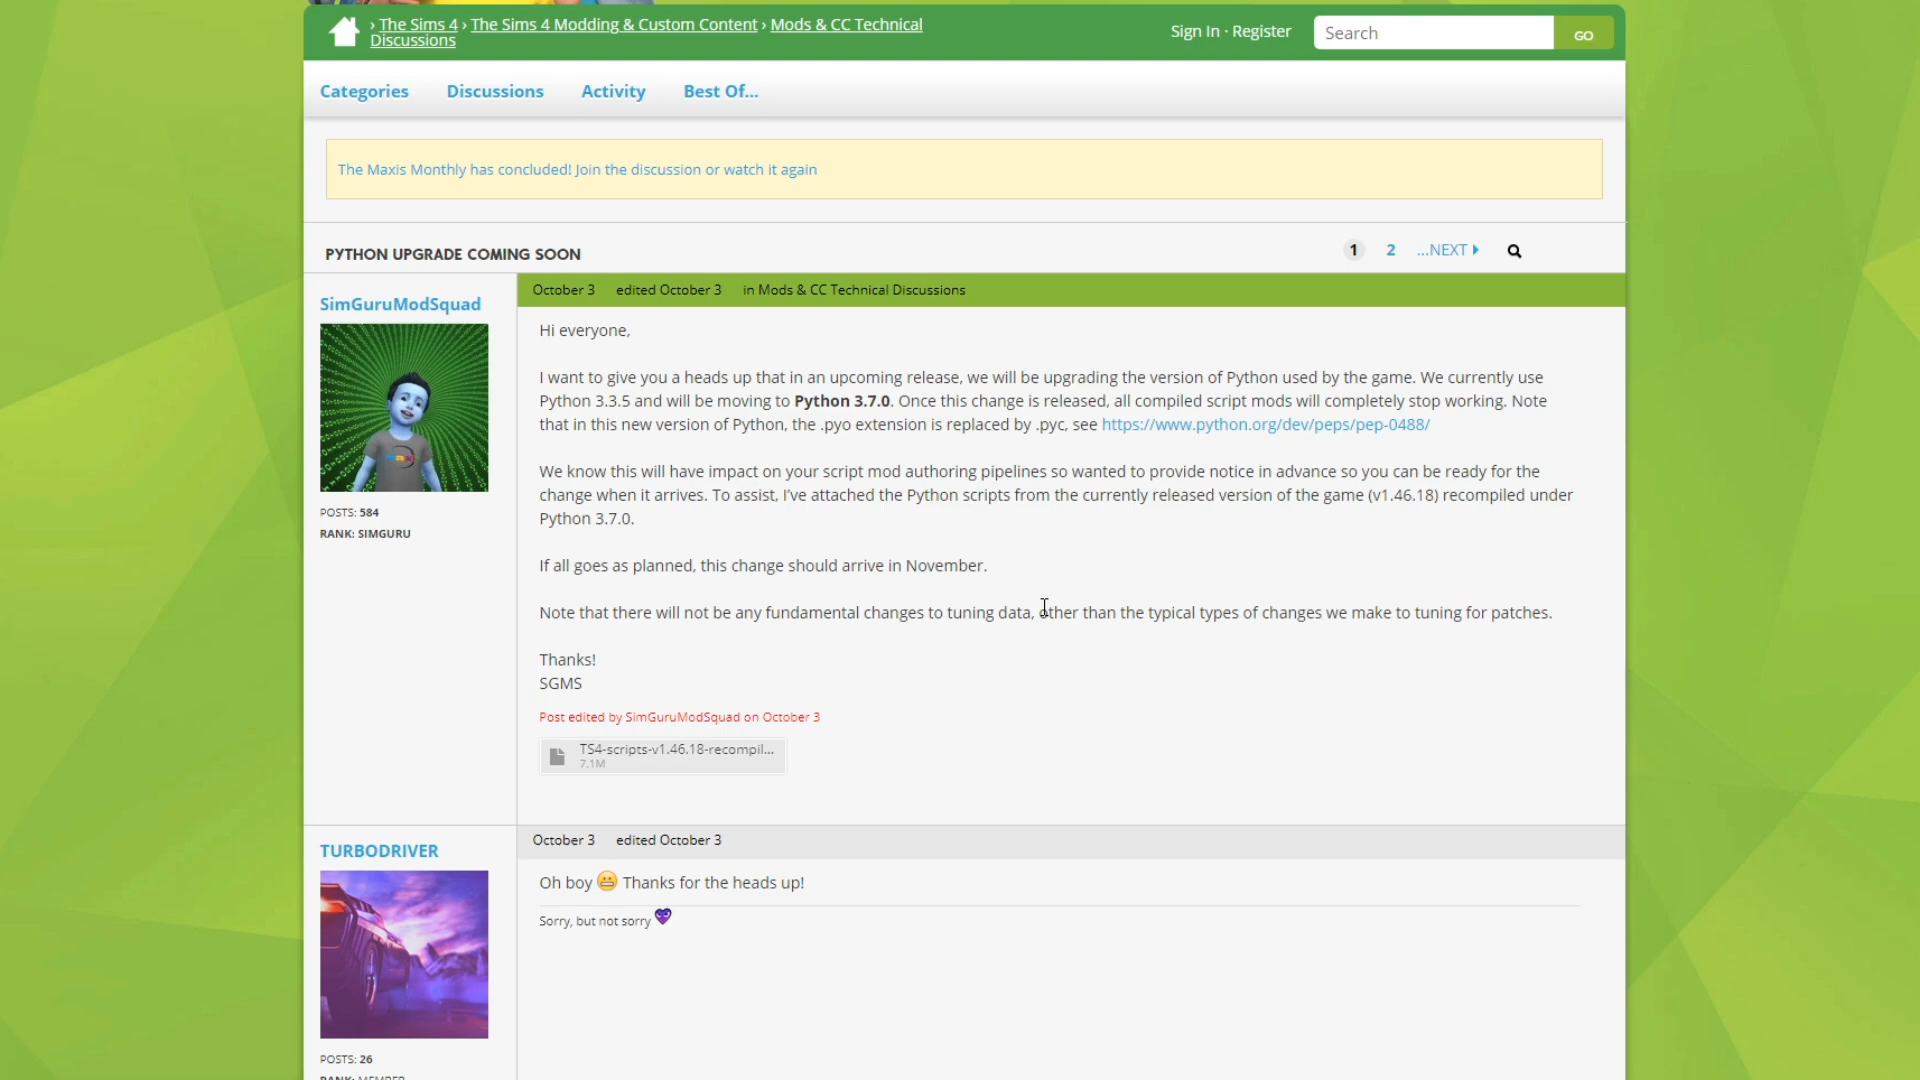 › The Sims 4 › The Sims 4 Modding & Custom Content › Mods & CC Technical
Discussions
Sign In · Register
Search
GO
Categories
Discussions
Activity
Best Of...
The Maxis Monthly has concluded! Join the discussion or watch it again
PYTHON UPGRADE COMING SOON
1 2 ...NEXT
SimGuruModSquad
October 3 edited October 3 in Mods & CC Technical Discussions
Hi everyone,
I want to give you a heads up that in an upcoming release, we will be upgrading the version of Python used by the game. We currently use
Python 3.3.5 and will be moving to Python 3.7.0. Once this change is released, all compiled script mods will completely stop working. Note
that in this new version of Python, the .pyo extension is replaced by .pyc, see https://www.python.org/dev/peps/pep-0488/
We know this will have impact on your script mod authoring pipelines so wanted to provide notice in advance so you can be ready for the
change when it arrives. To assist, I've attached the Python scripts from the currently released version of the game (v1.46.18) recompiled under
Python 3.7.0.
POSTS: 584
RANK: SIMGURU
If all goes as planned, this change should arrive in November.
Note that there will not be any fundamental changes to tuning data, other than the typical types of changes we make to tuning for patches.
Thanks!
SGMS
Post edited by SimGuruModSquad on October 3
TS4-scripts-v1.46.18-recompil...
7.1M
TURBODRIVER
October 3 edited October 3
Oh boy 😬 Thanks for the heads up!
Sorry, but not sorry 💜
POSTS: 26
RANK: MEMBER